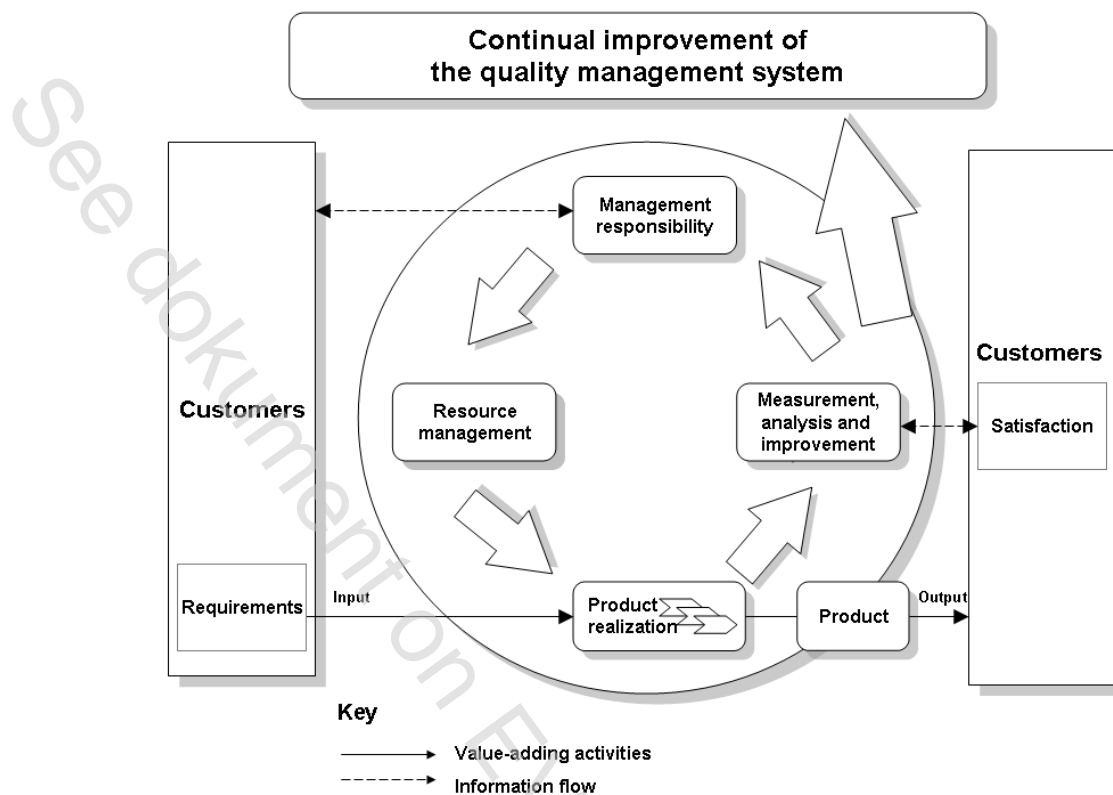 Continual improvement of
the quality management system
Management
responsibility
Customers
Customers
Resource
management
Measurement,
analysis and
improvement
Satisfaction
Requirements
Input
Product
realization
Product
Output
Key
Value-adding activities
Information flow
See dokument on